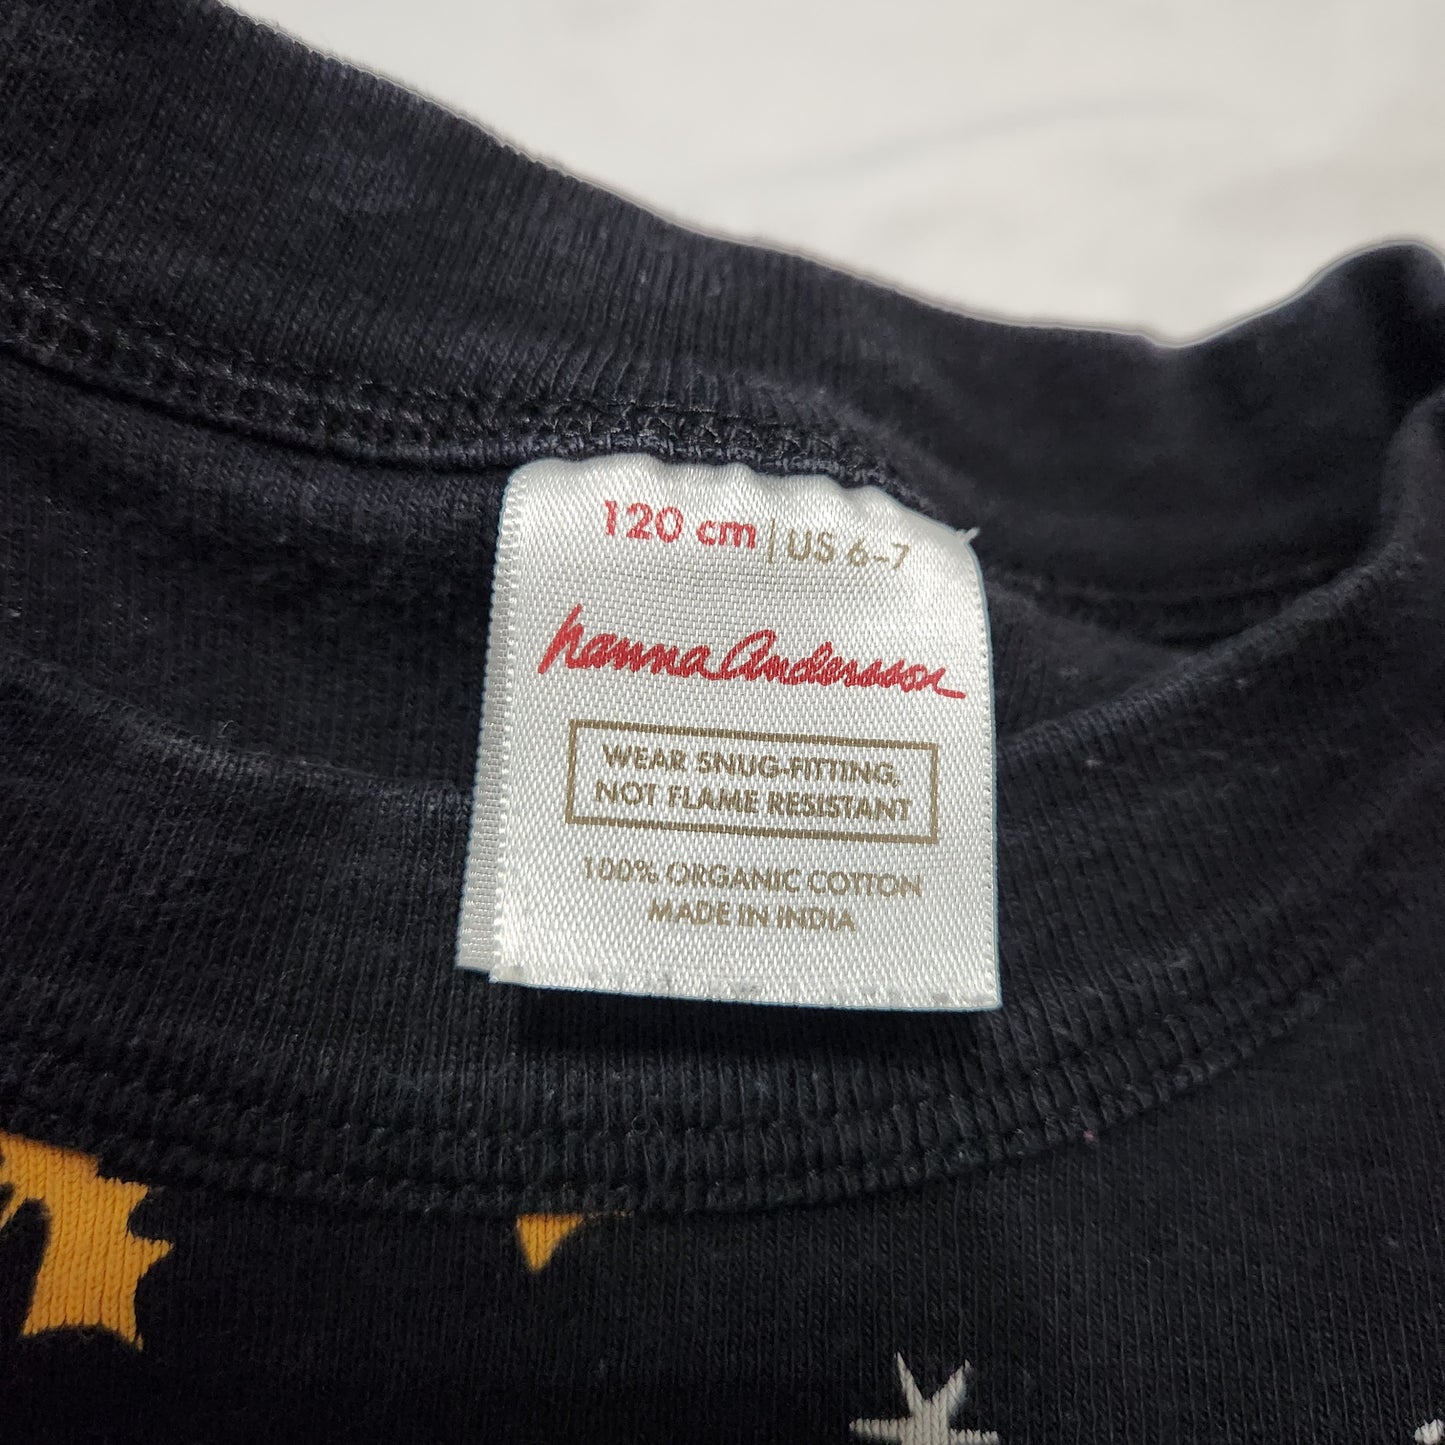 120 cm | US 6-7
hanna andersson
WEAR SNUG-FITTING,
NOT FLAME RESISTANT
100% ORGANIC COTTON
MADE IN INDIA